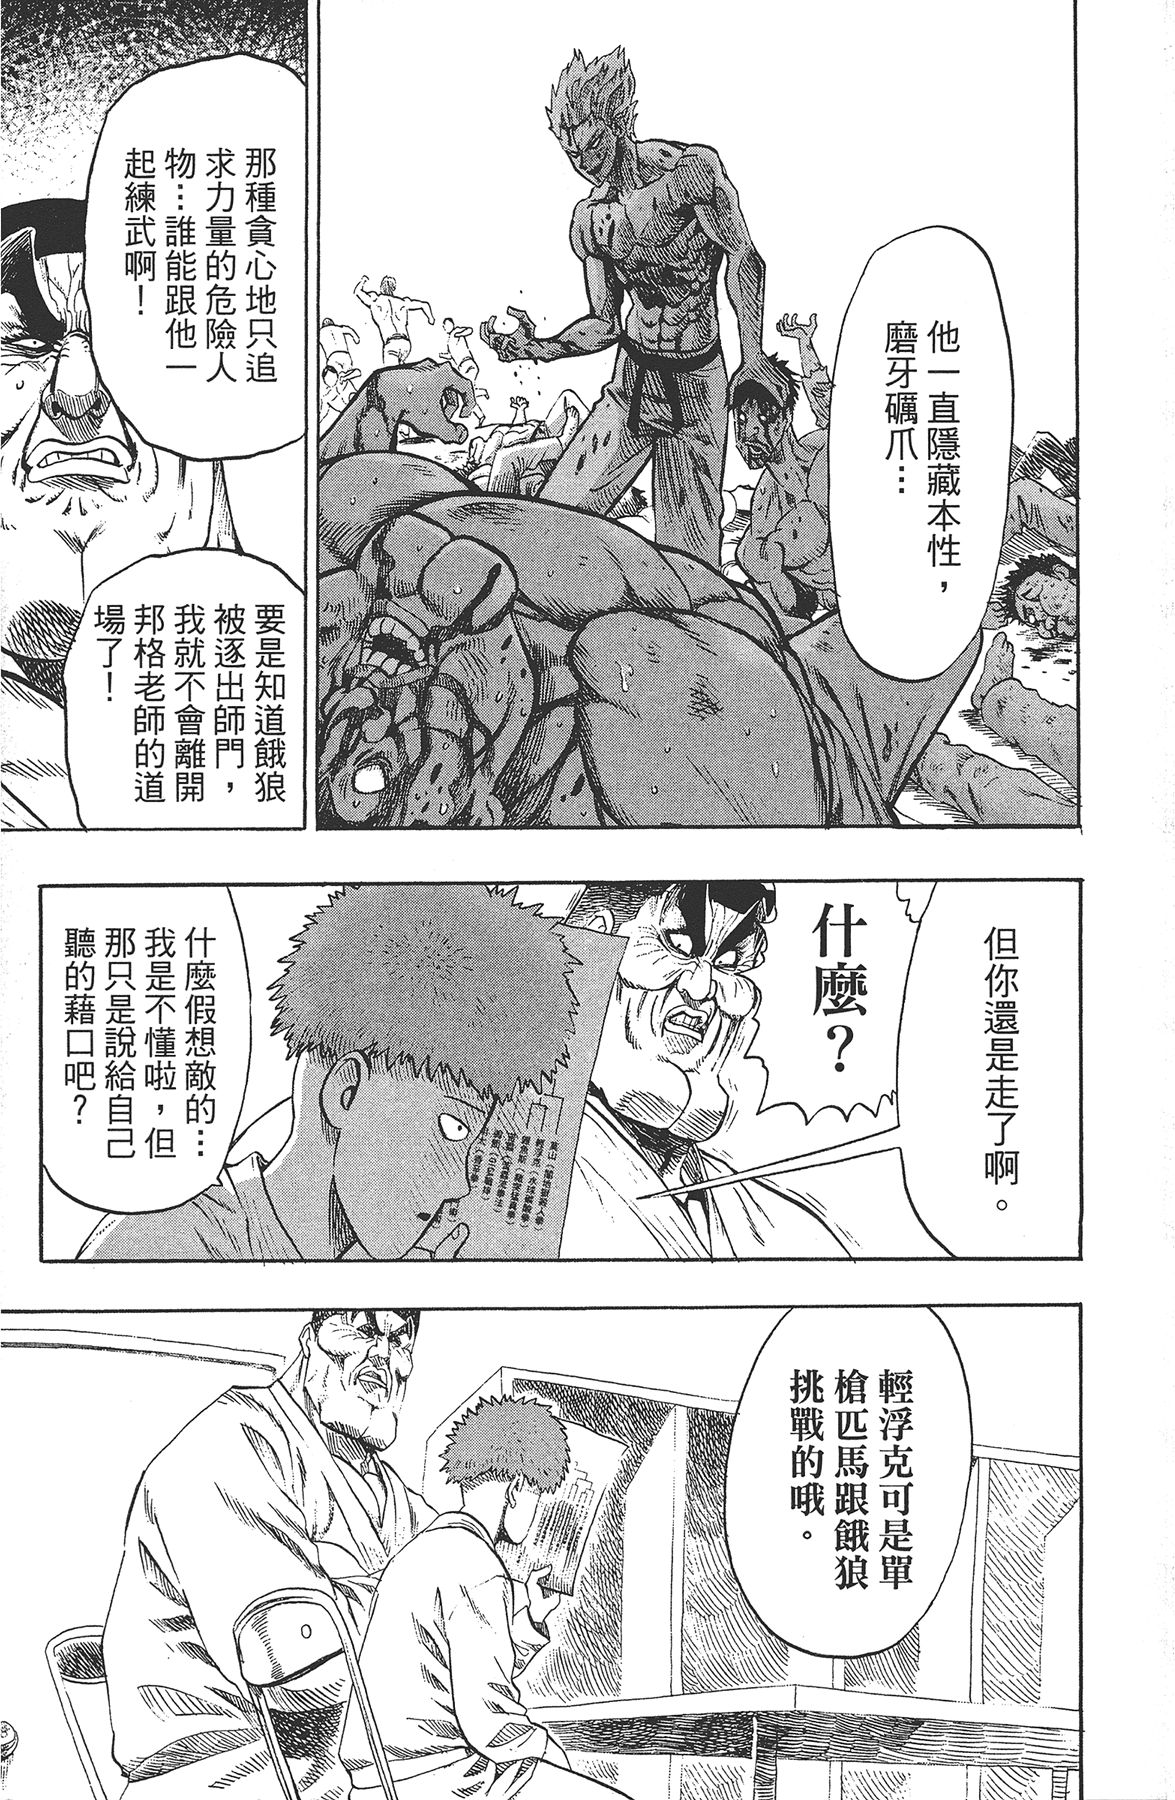 他一直隱藏本性，
磨牙礪爪…
那種貪心地只追
求力量的危險人
物…誰能跟他一
起練武啊！
要是知道餓狼
被逐出師門，
我就不會離開
邦格老師的道
場了！
但你還是走了啊。
什麼？
什麼假想敵的…
我是不懂啦，但
那只是說給自己
聽的藉口吧？
輕浮克可是單
槍匹馬跟餓狼
挑戰的哦。